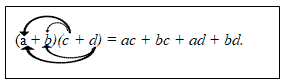 (a + b)(c + d) = ac + bc + ad + bd.